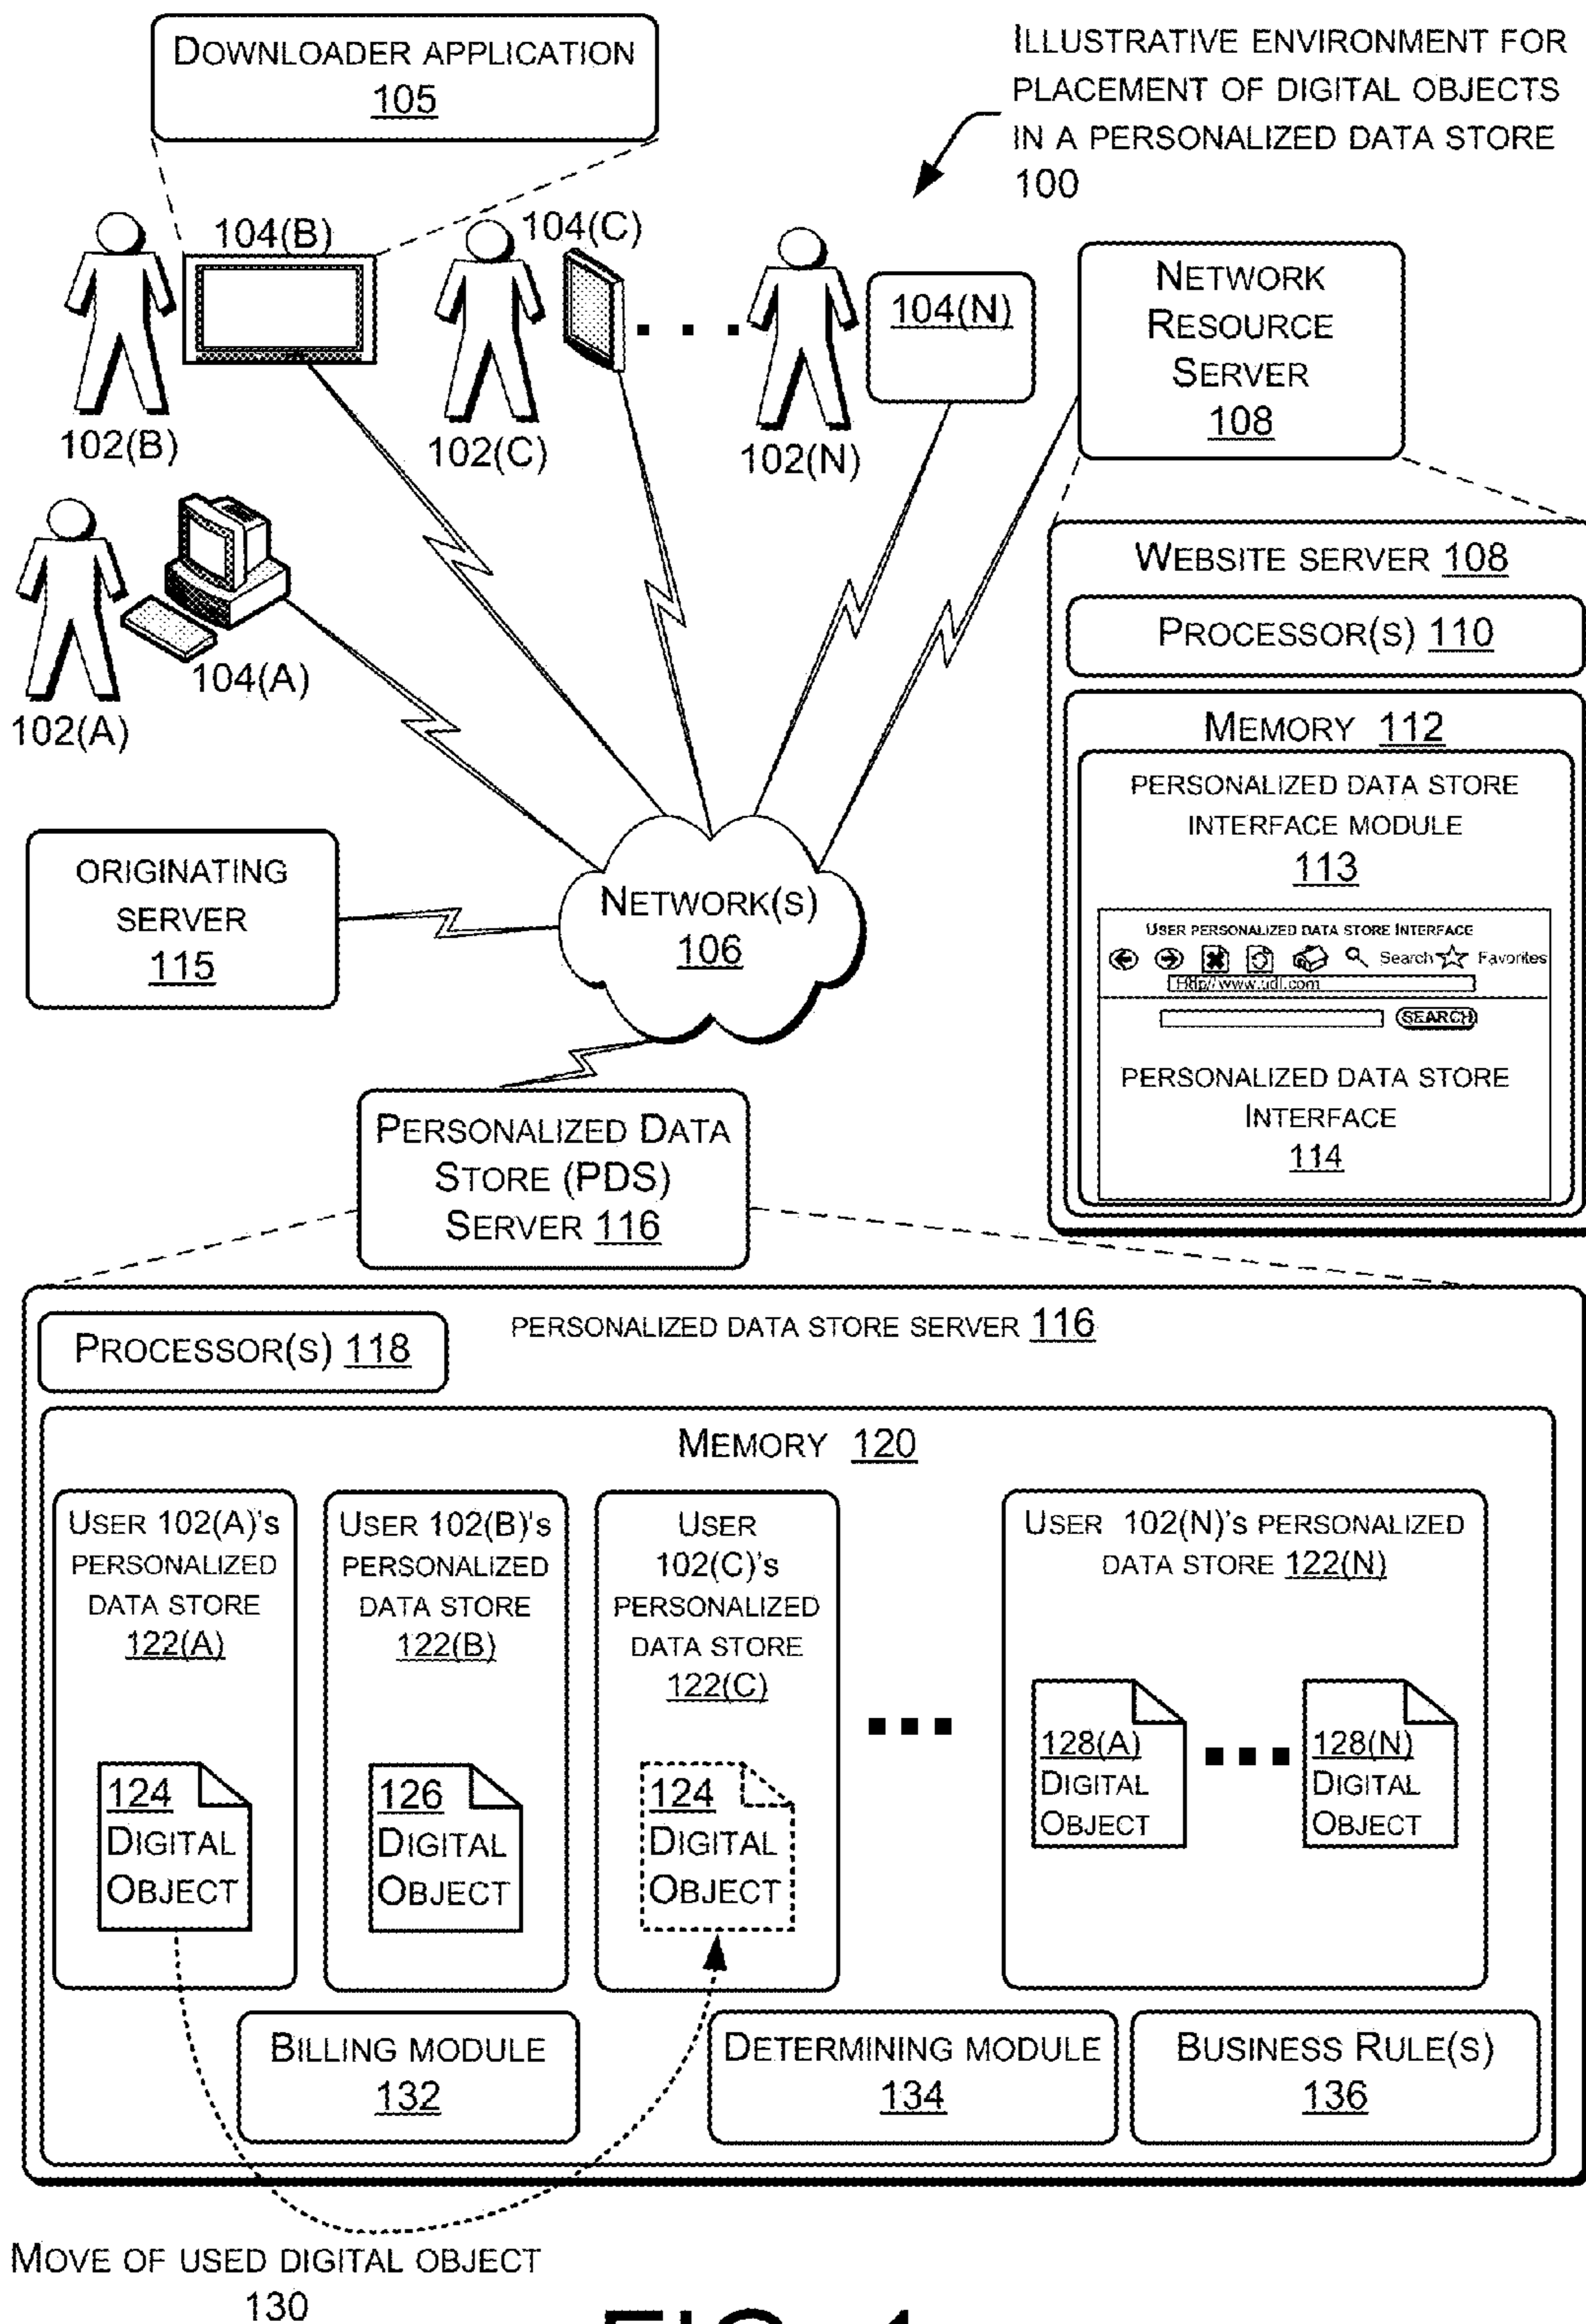 DOWNLOADER APPLICATION
105
ILLUSTRATIVE ENVIRONMENT FOR
PLACEMENT OF DIGITAL OBJECTS
IN A PERSONALIZED DATA STORE
100
104(B)
104(C)
104(N)
102(B)
102(C)
102(N)
NETWORK
RESOURCE
SERVER
108
104(A)
102(A)
WEBSITE SERVER 108
PROCESSOR(S) 110
MEMORY 112
PERSONALIZED DATA STORE
INTERFACE MODULE
113
USER PERSONALIZED DATA STORE INTERFACE
Search Favorites
Http//www.udl.com
SEARCH
PERSONALIZED DATA STORE
INTERFACE
114
ORIGINATING
SERVER
115
NETWORK(S)
106
PERSONALIZED DATA
STORE (PDS)
SERVER 116
PERSONALIZED DATA STORE SERVER 116
PROCESSOR(S) 118
MEMORY 120
USER 102(A)'s
PERSONALIZED
DATA STORE
122(A)
124
DIGITAL
OBJECT
USER 102(B)'s
PERSONALIZED
DATA STORE
122(B)
126
DIGITAL
OBJECT
USER
102(C)'s
PERSONALIZED
DATA STORE
122(C)
124
DIGITAL
OBJECT
USER 102(N)'s PERSONALIZED
DATA STORE 122(N)
128(A)
DIGITAL
OBJECT
128(N)
DIGITAL
OBJECT
BILLING MODULE
132
DETERMINING MODULE
134
BUSINESS RULE(S)
136
MOVE OF USED DIGITAL OBJECT
130
FIG. 1